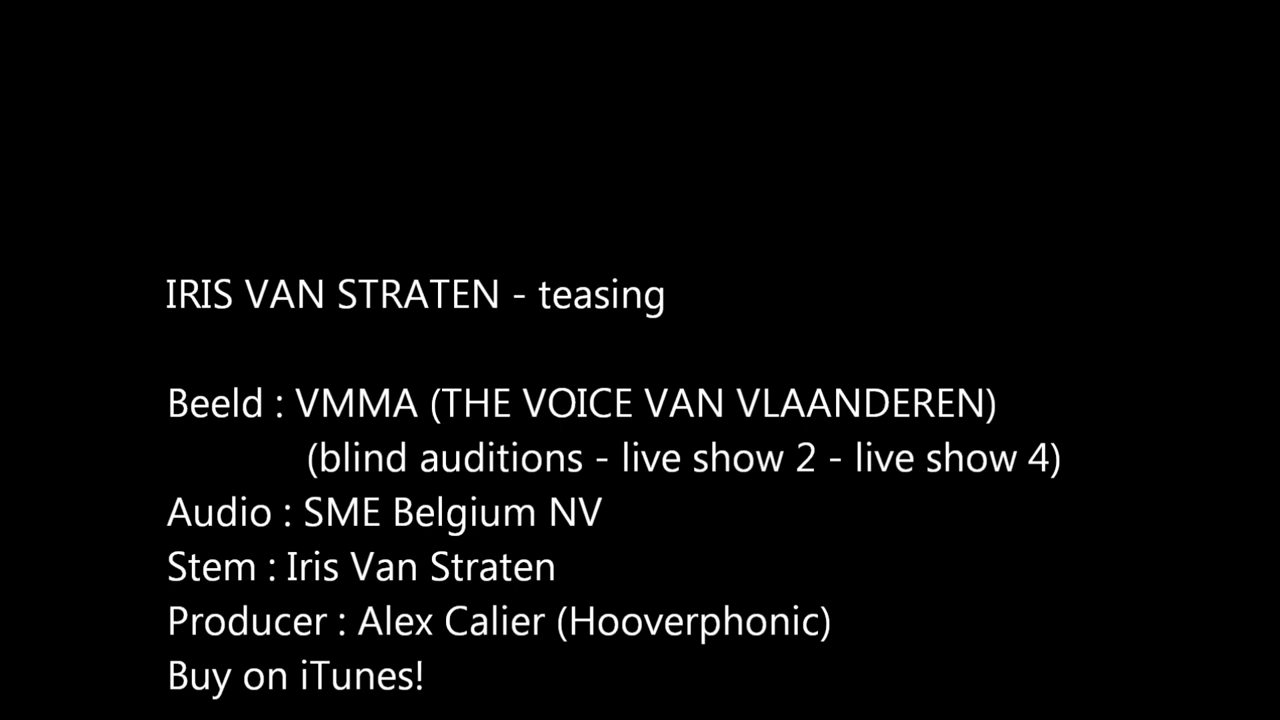 IRIS VAN STRATEN - teasing
Beeld : VMMA (THE VOICE VAN VLAANDEREN)
(blind auditions - live show 2 - live show 4)
Audio : SME Belgium NV
Stem : Iris Van Straten
Producer : Alex Calier (Hooverphonic)
Buy on iTunes!